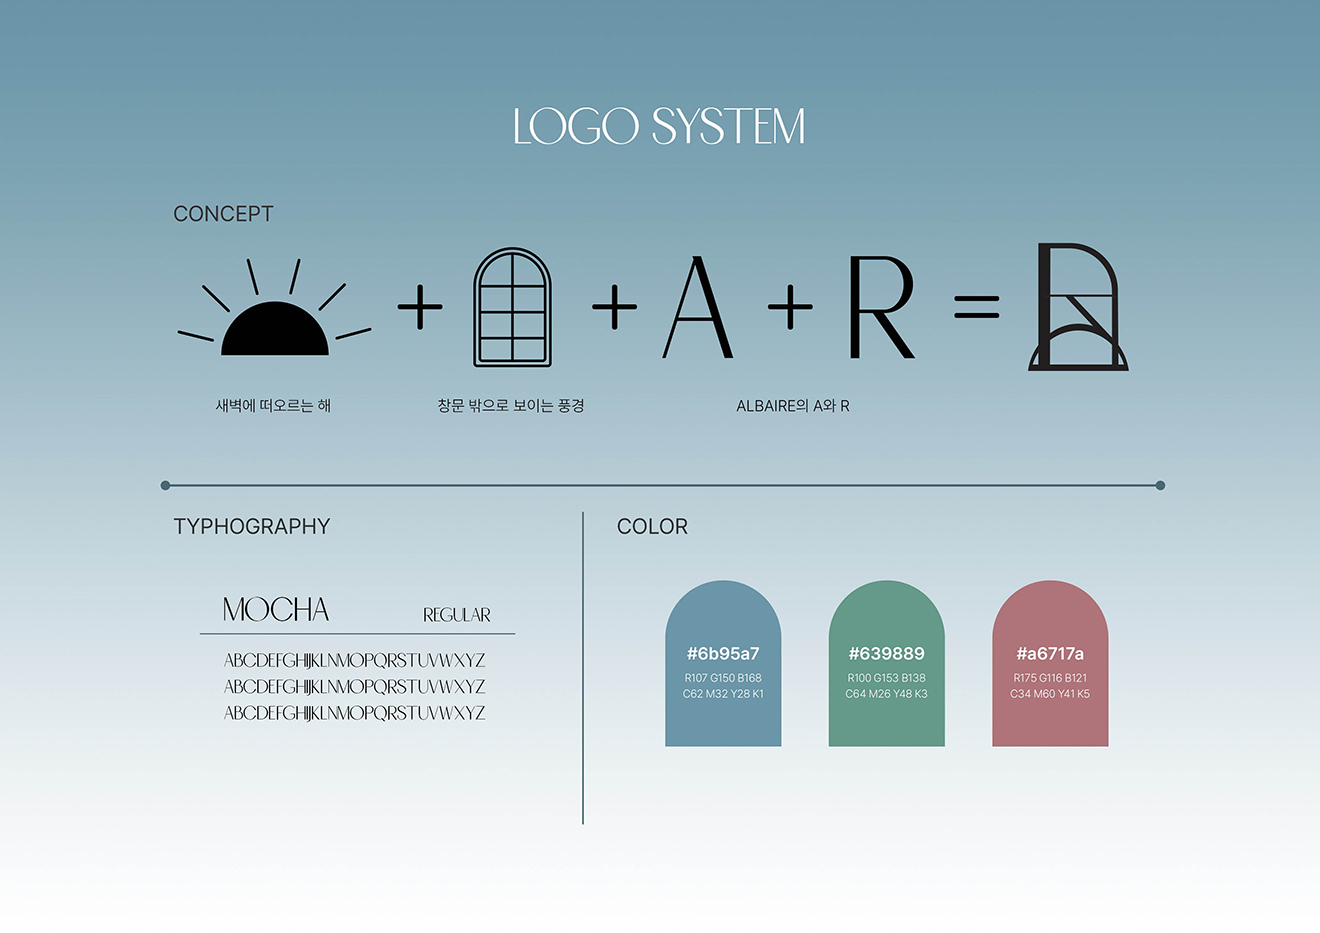 LOGO SYSTEM
CONCEPT
+ + A + R =
새벽에 떠오르는 해
창문 밖으로 보이는 풍경
ALBAIRE의 A와 R
TYPHOGRAPHY
MOCHA REGULAR
ABCDEFGHIJKLNMOPQRSTUVWXYZ
ABCDEFGHIJKLNMOPQRSTUVWXYZ
ABCDEFGHIJKLNMOPQRSTUVWXYZ
COLOR
#6b95a7
R107 G150 B168
C62 M32 Y28 K1
#639889
R100 G153 B138
C64 M26 Y48 K3
#a6717a
R175 G116 B121
C34 M60 Y41 K5